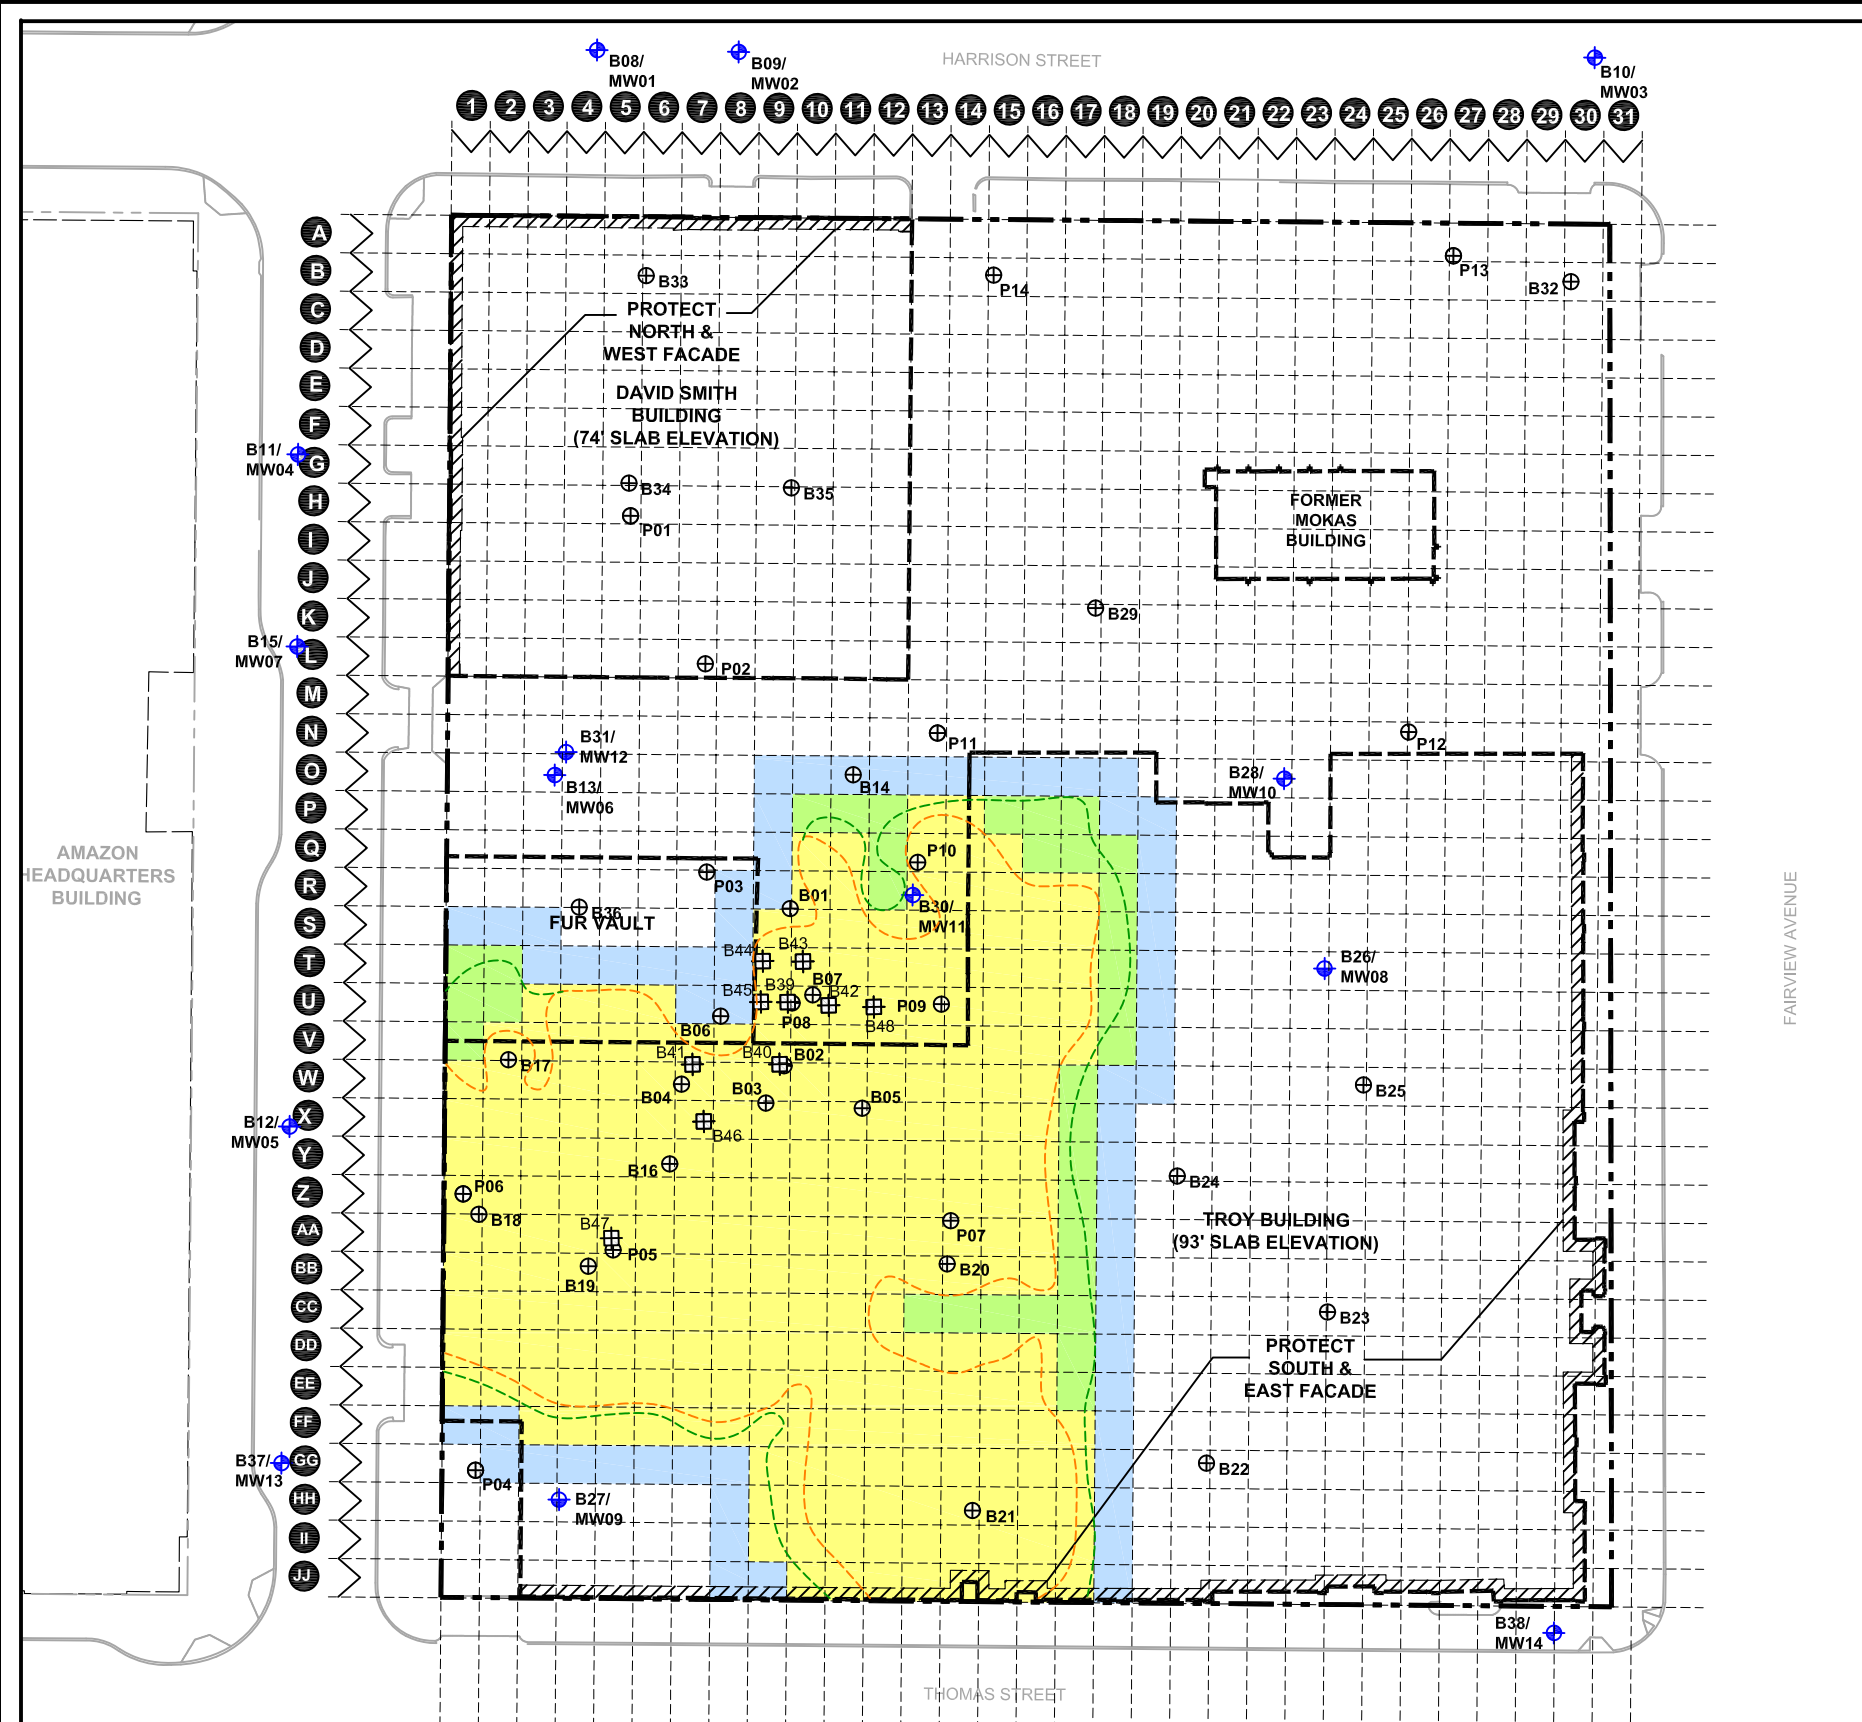 HARRISON STREET
B08/
MW01
B09/
MW02
B10/
MW03
1 2 3 4 5 6 7 8 9 10 11 12 13 14 15 16 17 18 19 20 21 22 23 24 25 26 27 28 29 30 31
A
B
C
D
E
F
G
H
I
J
K
L
M
N
O
P
Q
R
S
T
U
V
W
X
Y
Z
AA
BB
CC
DD
EE
FF
GG
HH
II
JJ
B33
P14
P13
B32
PROTECT
NORTH &
WEST FACADE
DAVID SMITH
BUILDING
(74' SLAB ELEVATION)
B11/
MW04
B34
B35
P01
FORMER
MOKAS
BUILDING
B29
B15/
MW07
P02
P11
P12
B31/
MW12
B13/
MW06
B14
B28/
MW10
AMAZON
HEADQUARTERS
BUILDING
P10
P03
B01
B30/
MW11
B36
FUR VAULT
FAIRVIEW AVENUE
B44
B43
B26/
MW08
B45
B39
B07
B42
P09
P08
B48
B06
B17
B41
B40
B02
B04
B03
B05
B25
B12/
MW05
B46
B16
B24
P06
B18
B47
P05
P07
TROY BUILDING
(93' SLAB ELEVATION)
B19
B20
B23
PROTECT
SOUTH &
EAST FACADE
B37/
MW13
P04
B22
B27/
MW09
B21
B38/
MW14
THOMAS STREET